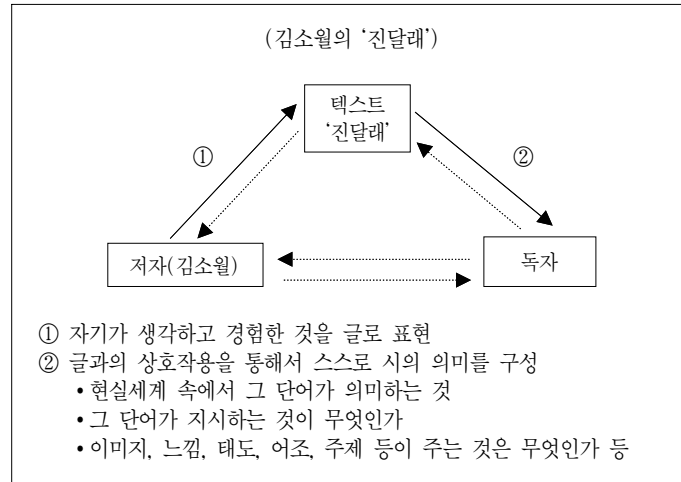 (김소월의 ‘진달래’)
텍스트
‘진달래’
①
②
저자(김소월)
독자
① 자기가 생각하고 경험한 것을 글로 표현
② 글과의 상호작용을 통해서 스스로 시의 의미를 구성
• 현실세계 속에서 그 단어가 의미하는 것
• 그 단어가 지시하는 것이 무엇인가
• 이미지, 느낌, 태도, 어조, 주제 등이 주는 것은 무엇인가 등